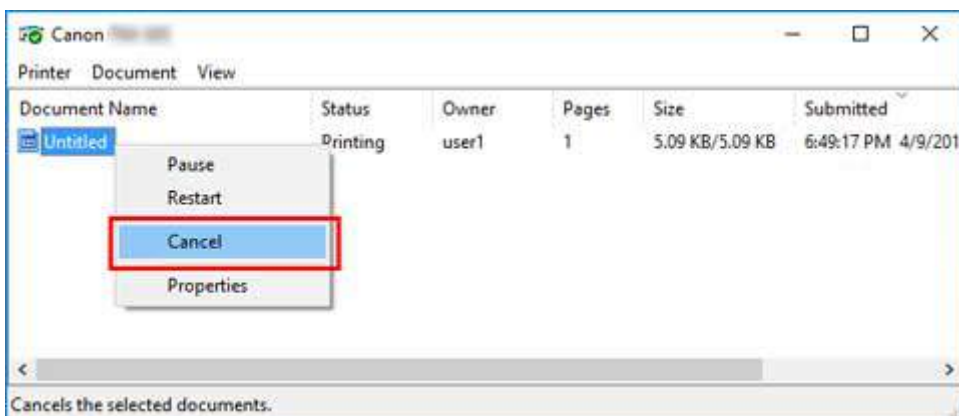 Canon
Printer Document View
Document Name Status Owner Pages Size Submitted
Untitled Printing user1 1 5.09 KB/5.09 KB 6:49:17 PM 4/9/201
Pause
Restart
Cancel
Properties
Cancels the selected documents.